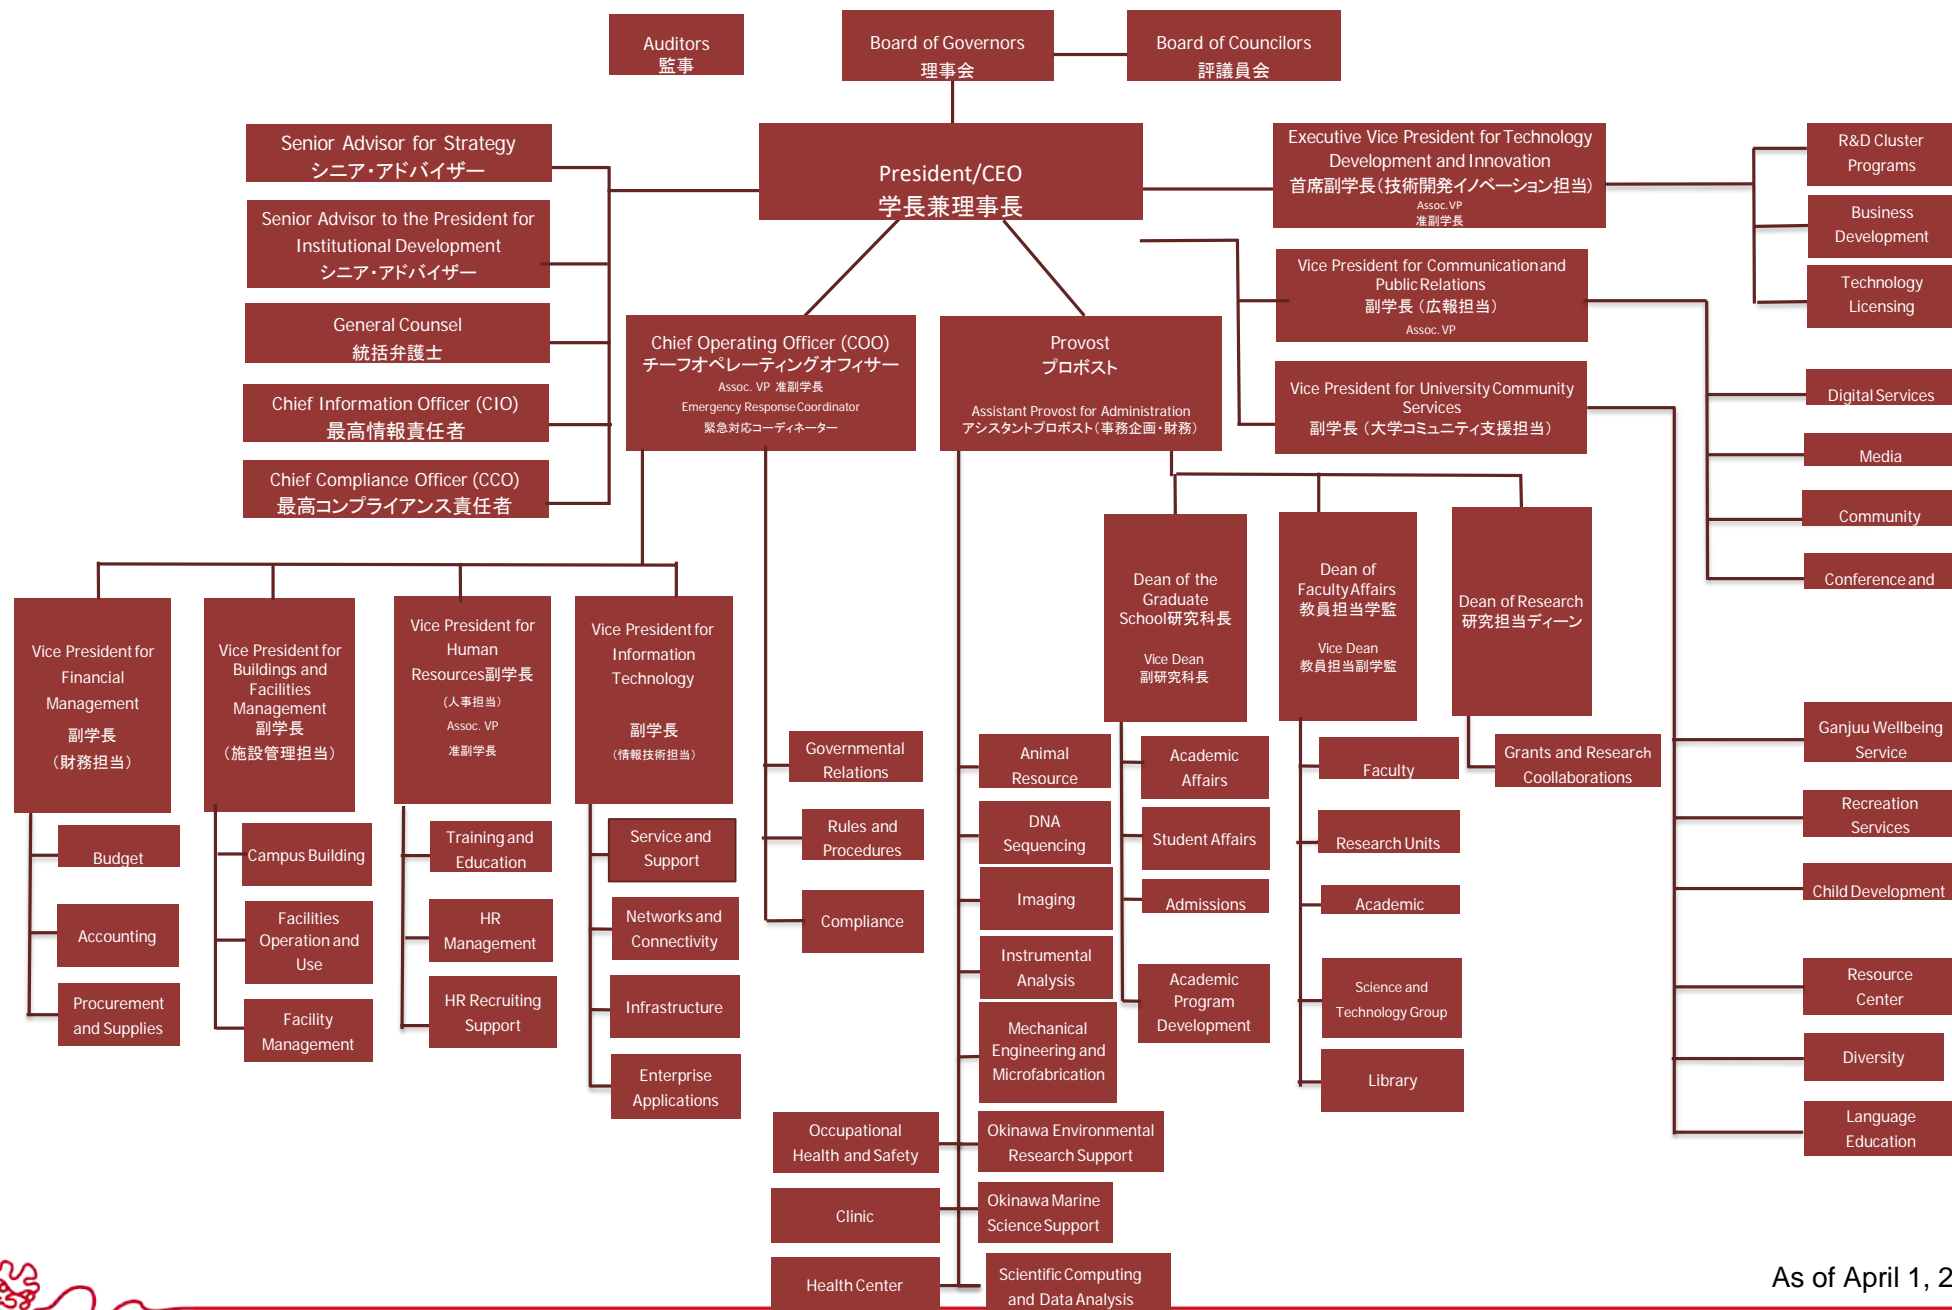 Auditors
監事
Board of Governors
理事会
Board of Councilors
評議員会
Senior Advisor for Strategy
シニア・アドバイザー
Senior Advisor to the President for
Institutional Development
シニア・アドバイザー
General Counsel
統括弁護士
Chief Information Officer (CIO)
最高情報責任者
Chief Compliance Officer (CCO)
最高コンプライアンス責任者
President/CEO
学長兼理事長
Executive Vice President for Technology
Development and Innovation
首席副学長(技術開発イノベーション担当)
Assoc. VP
准副学長
R&D Cluster
Programs
Business
Development
Technology
Licensing
Vice President for Communication and
Public Relations
副学長(広報担当)
Assoc. VP
Vice President for University Community
Services
副学長(大学コミュニティ支援担当)
Chief Operating Officer (COO)
チーフオペレーティングオフィサー
Assoc. VP 准副学長
Emergency Response Coordinator
緊急対応コーディネーター
Provost
プロボスト
Assistant Provost for Administration
アシスタントプロボスト(事務企画・財務)
Digital Services
Media
Community
Conference and
Dean of the
Graduate
School研究科長
Vice Dean
副研究科長
Dean of
Faculty Affairs
教員担当学監
Vice Dean
教員担当副学監
Dean of Research
研究担当ディーン
Vice President for
Financial
Management
副学長
(財務担当)
Vice President for
Buildings and
Facilities
Management
副学長
(施設管理担当)
Vice President for
Human
Resources副学長
(人事担当)
Assoc. VP
准副学長
Vice President for
Information
Technology
副学長
(情報技術担当)
Budget
Accounting
Procurement
and Supplies
Campus Building
Facilities
Operation and
Use
Facility
Management
Training and
Education
HR
Management
HR Recruiting
Support
Service and
Support
Networks and
Connectivity
Infrastructure
Enterprise
Applications
Governmental
Relations
Rules and
Procedures
Compliance
Animal
Resource
DNA
Sequencing
Imaging
Instrumental
Analysis
Mechanical
Engineering and
Microfabrication
Occupational
Health and Safety
Okinawa Environmental
Research Support
Clinic
Okinawa Marine
Science Support
Health Center
Scientific Computing
and Data Analysis
Academic
Affairs
Student Affairs
Admissions
Academic
Program
Development
Faculty
Research Units
Academic
Science and
Technology Group
Library
Grants and Research
Coollaborations
Ganjuu Wellbeing
Service
Recreation
Services
Child Development
Resource
Center
Diversity
Language
Education
As of April 1, 2